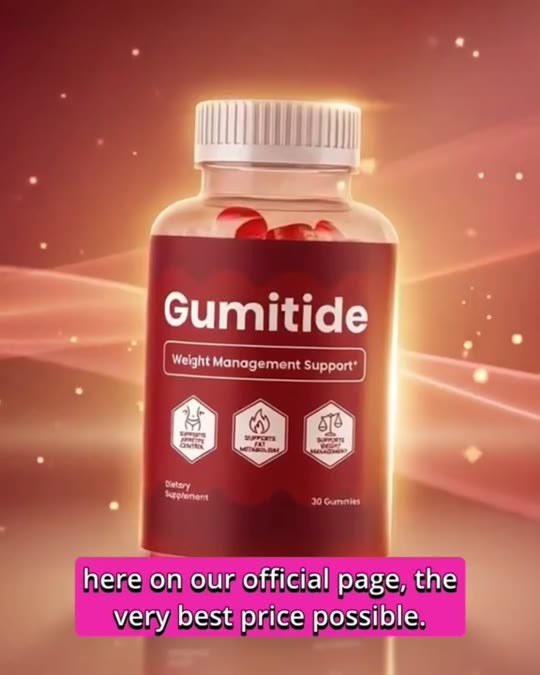 Gumitide
Weight Management Support*
SUPPORTS
APPETITE
CONTROL
SUPPORTS
FAT
METABOLISM
SUPPORTS
WEIGHT
MANAGEMENT
Dietary
Supplement
30 Gummies
here on our official page, the
very best price possible.